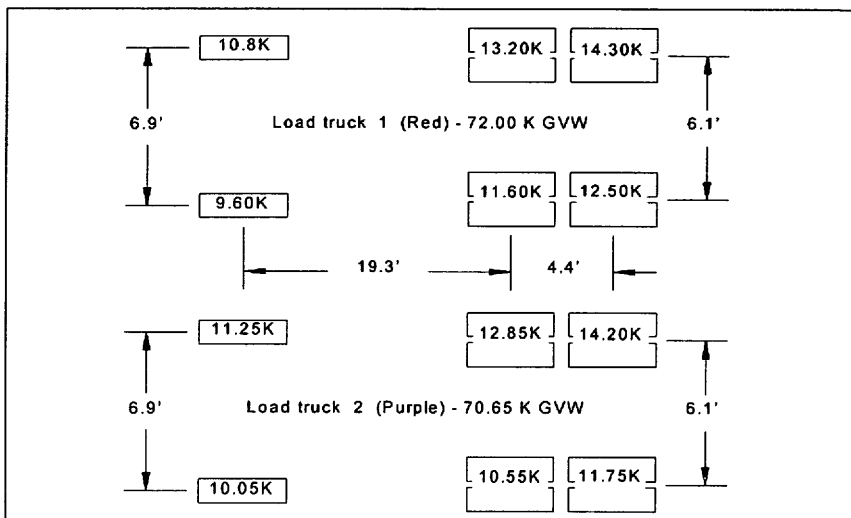 10.8K 13.20K 14.30K
6.9' Load truck 1 (Red) - 72.00 K GVW 6.1'
9.60K 11.60K 12.50K
19.3' 4.4'
11.25K 12.85K 14.20K
6.9' Load truck 2 (Purple) - 70.65 K GVW 6.1'
10.05K 10.55K 11.75K